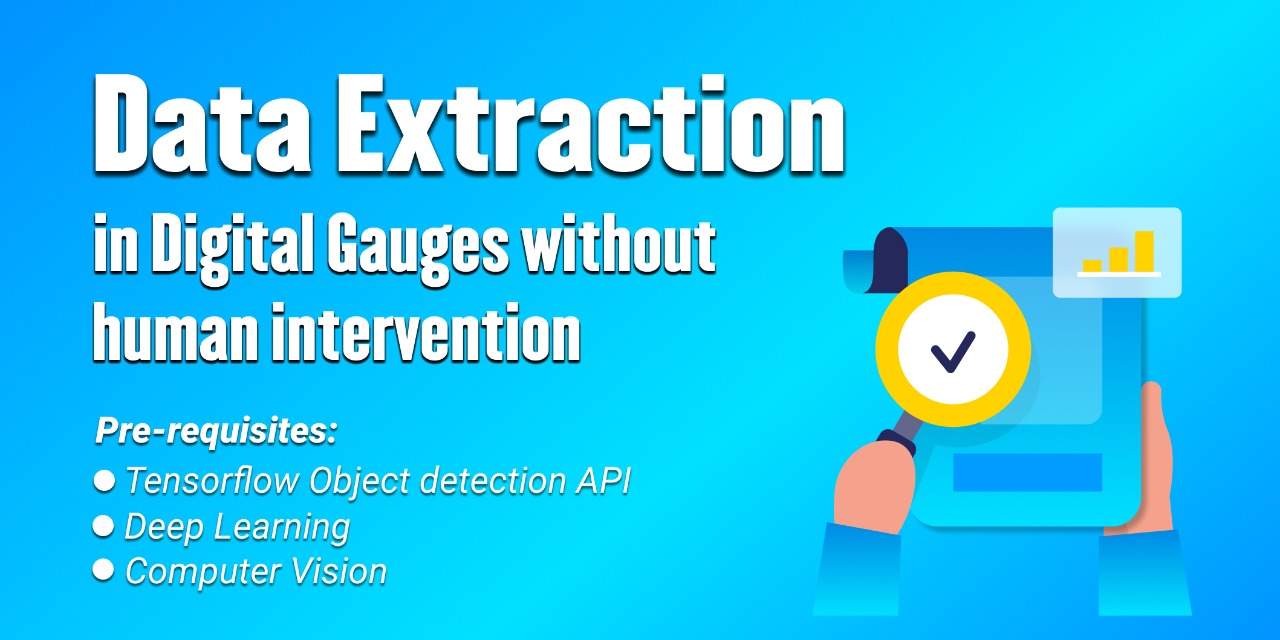 Data Extraction
in Digital Gauges without
human intervention
Pre-requisites:
Tensorflow Object detection API
Deep Learning
Computer Vision